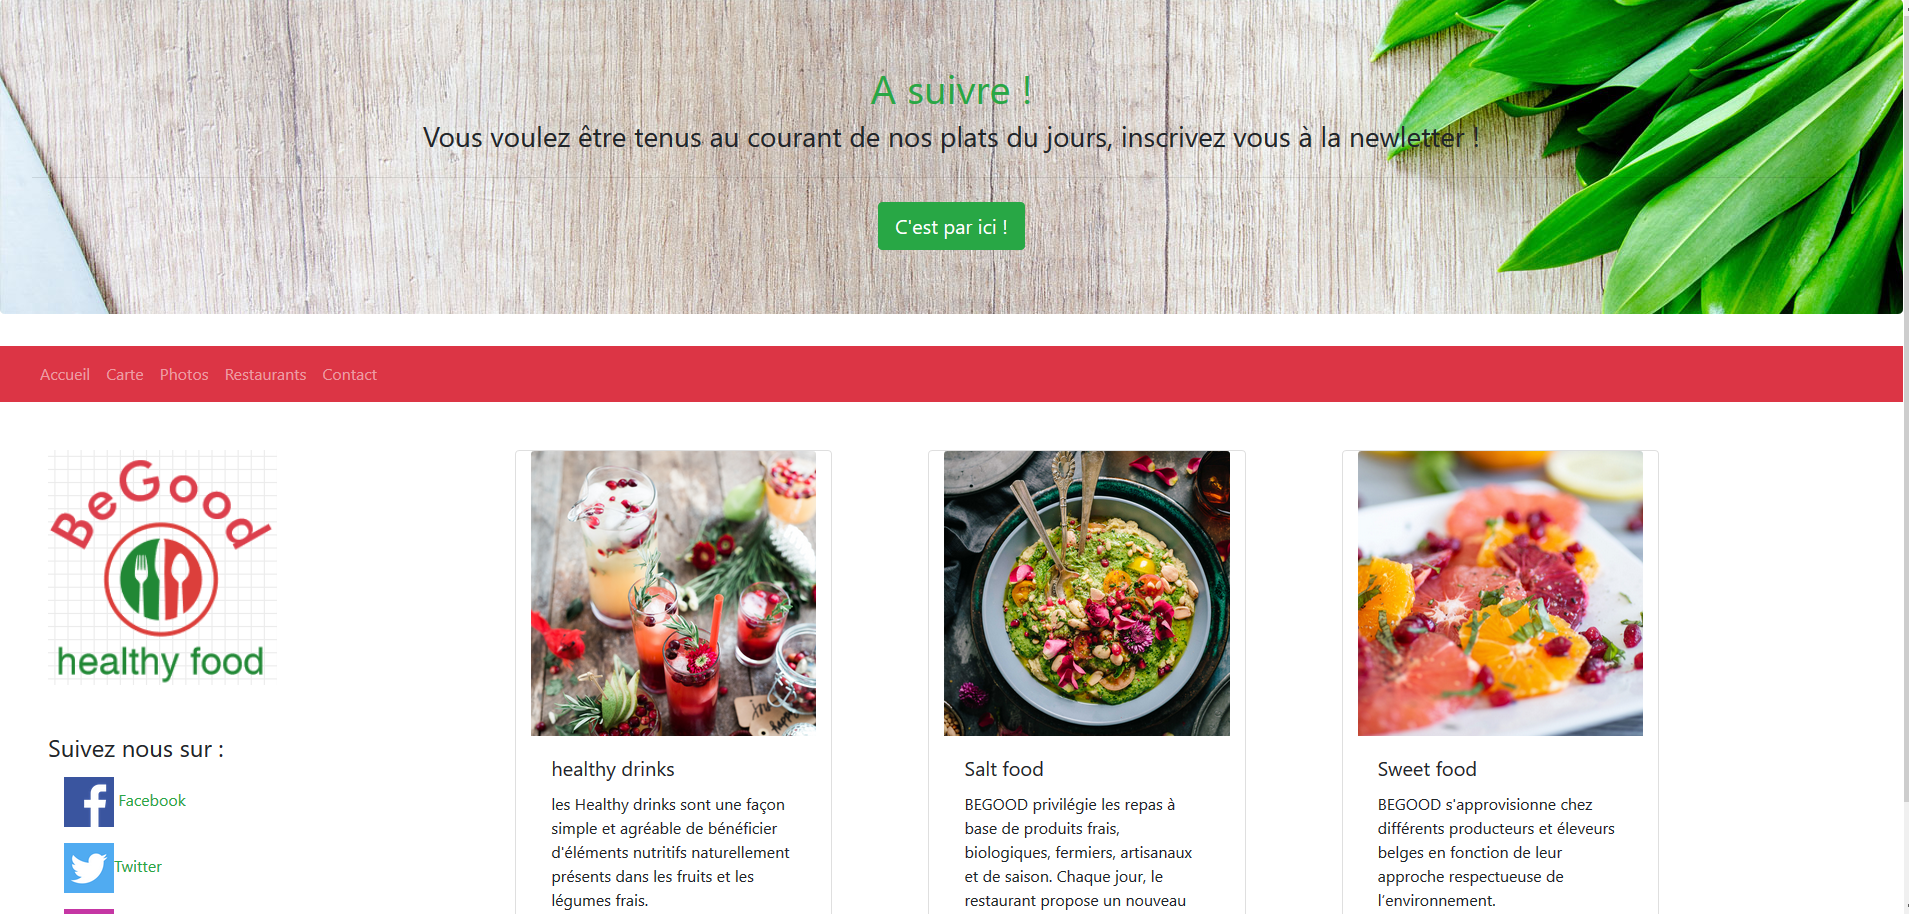 A suivre !
Vous voulez être tenus au courant de nos plats du jours, inscrivez vous à la newletter !
C'est par ici !
Accueil Carte Photos Restaurants Contact
BeGood
healthy food
Suivez nous sur :
Facebook
Twitter
healthy drinks
les Healthy drinks sont une façon
simple et agréable de bénéficier
d'éléments nutritifs naturellement
présents dans les fruits et les
légumes frais.
Salt food
BEGOOD privilégie les repas à
base de produits frais,
biologiques, fermiers, artisanaux
et de saison. Chaque jour, le
restaurant propose un nouveau
Sweet food
BEGOOD s'approvisionne chez
différents producteurs et éleveurs
belges en fonction de leur
approche respectueuse de
l’environnement.